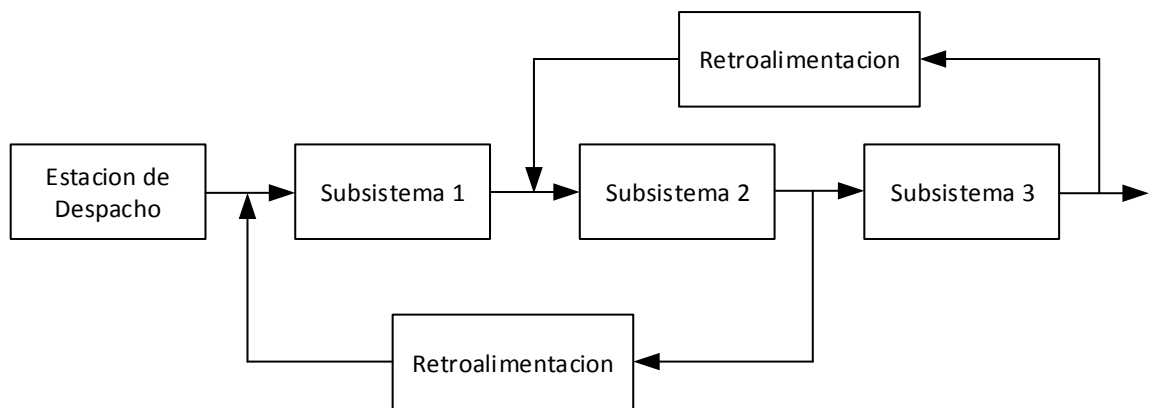 Retroalimentacion
Estacion de
Despacho
Subsistema 1
Subsistema 2
Subsistema 3
Retroalimentacion